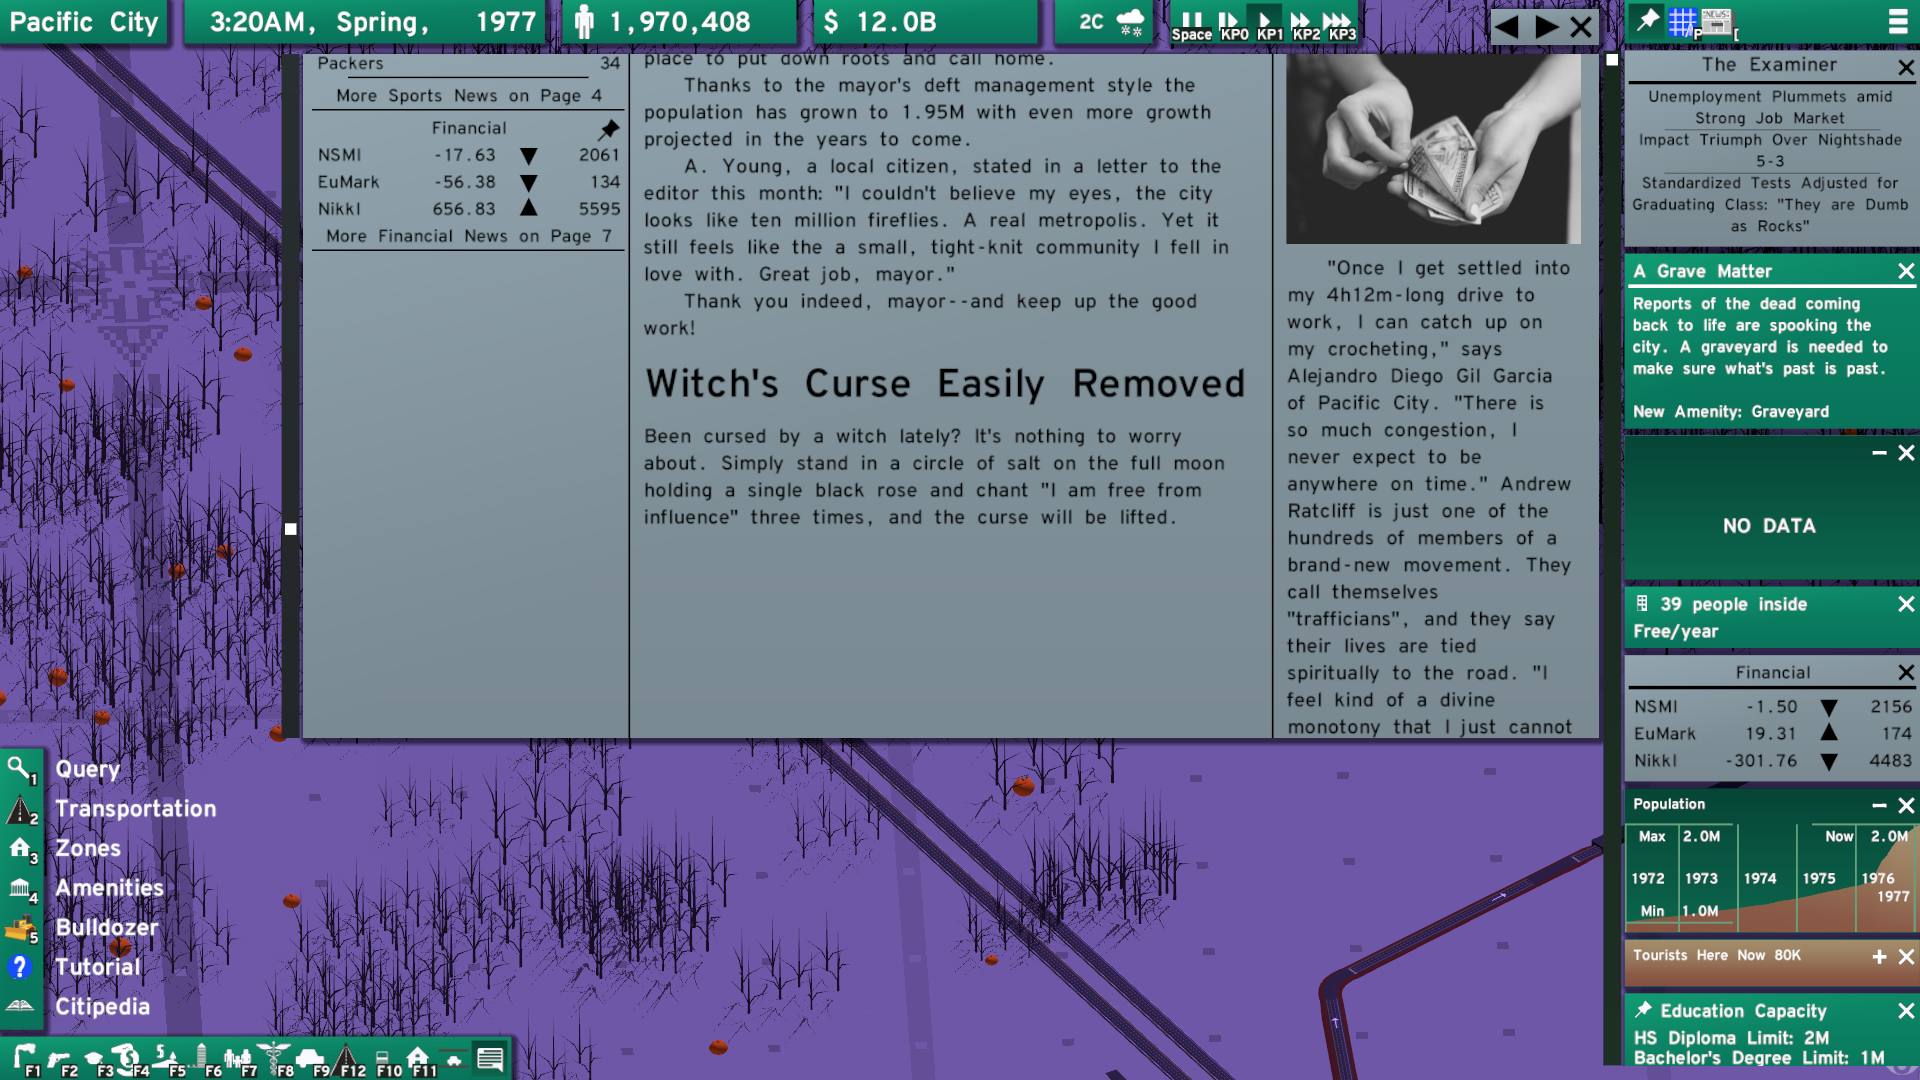 Pacific City
3:20AM, Spring, 1977
1,970,408
$ 12.0B
2C
Space KP0 KP1 KP2 KP3
P [
Packers 34
More Sports News on Page 4
Financial
NSMI -17.63 ▼ 2061
EuMark -56.38 ▼ 134
NikkI 656.83 ▲ 5595
More Financial News on Page 7
place to put down roots and call home.
Thanks to the mayor's deft management style the
population has grown to 1.95M with even more growth
projected in the years to come.
A. Young, a local citizen, stated in a letter to the
editor this month: "I couldn't believe my eyes, the city
looks like ten million fireflies. A real metropolis. Yet it
still feels like the a small, tight-knit community I fell in
love with. Great job, mayor."
Thank you indeed, mayor--and keep up the good
work!
Witch's Curse Easily Removed
Been cursed by a witch lately? It's nothing to worry
about. Simply stand in a circle of salt on the full moon
holding a single black rose and chant "I am free from
influence" three times, and the curse will be lifted.
"Once I get settled into
my 4h12m-long drive to
work, I can catch up on
my crocheting," says
Alejandro Diego Gil Garcia
of Pacific City. "There is
so much congestion, I
never expect to be
anywhere on time." Andrew
Ratcliff is just one of the
hundreds of members of a
brand-new movement. They
call themselves
"trafficians", and they say
their lives are tied
spiritually to the road. "I
feel kind of a divine
monotony that I just cannot
The Examiner
Unemployment Plummets amid
Strong Job Market
Impact Triumph Over Nightshade
5-3
Standardized Tests Adjusted for
Graduating Class: "They are Dumb
as Rocks"
A Grave Matter
Reports of the dead coming
back to life are spooking the
city. A graveyard is needed to
make sure what's past is past.
New Amenity: Graveyard
NO DATA
39 people inside
Free/year
Financial
NSMI -1.50 ▼ 2156
EuMark 19.31 ▲ 174
NikkI -301.76 ▼ 4483
Population
Max 2.0M Now 2.0M
1972 1973 1974 1975 1976
1977
Min 1.0M
Tourists Here Now 80K
Education Capacity
HS Diploma Limit: 2M
Bachelor's Degree Limit: 1M
1 Query
2 Transportation
3 Zones
4 Amenities
5 Bulldozer
? Tutorial
Citipedia
F1 F2 F3 F4 F5 F6 F7 F8 F9 F12 F10 F11